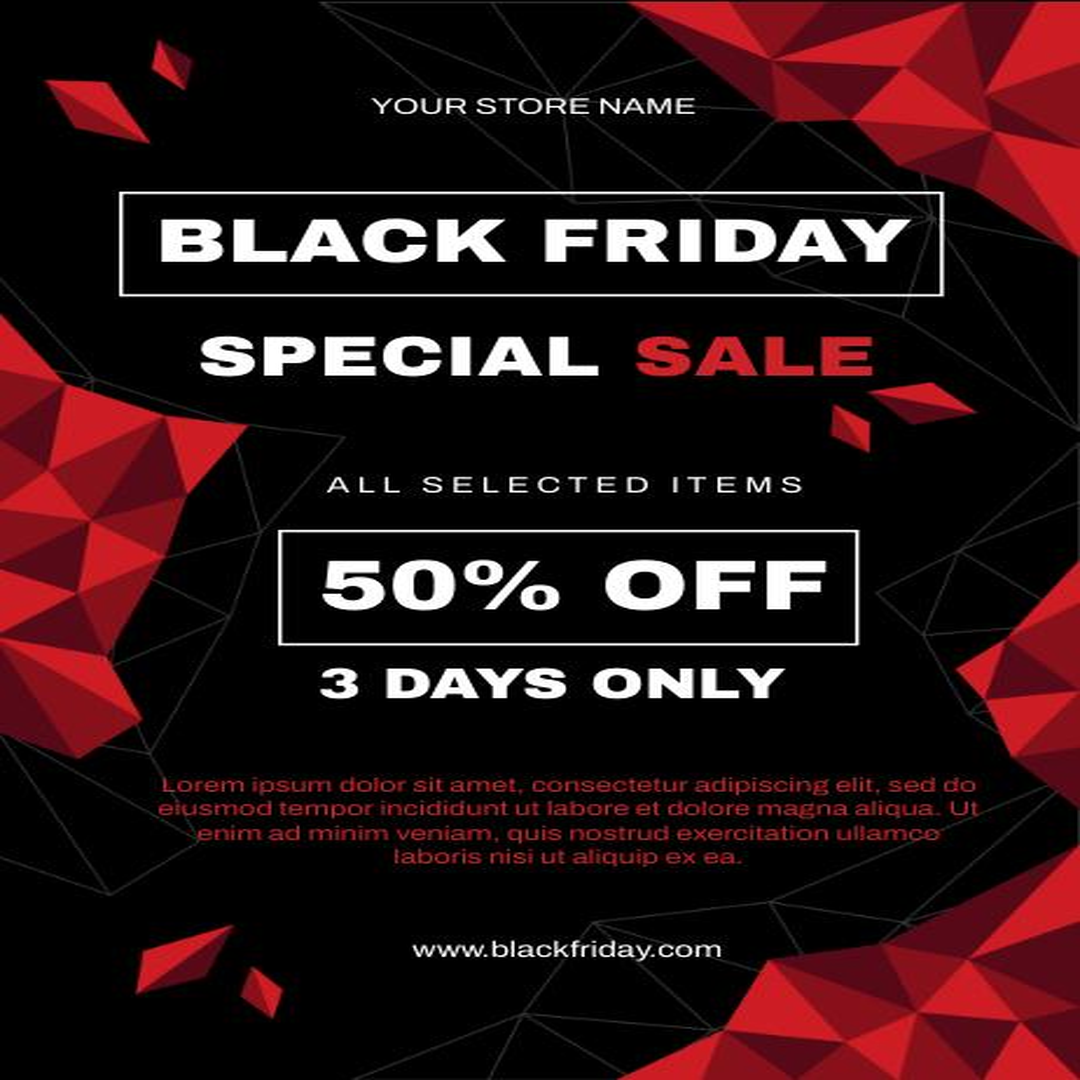 YOUR STORE NAME
BLACK FRIDAY
SPECIAL SALE
ALL SELECTED ITEMS
50% OFF
3 DAYS ONLY
Lorem ipsum dolor sit amet, consectetur adipiscing elit, sed do
eiusmod tempor incididunt ut labore et dolore magna aliqua. Ut
enim ad minim veniam, quis nostrud exercitation ullamco
laboris nisi ut aliquip ex ea.
www.blackfriday.com